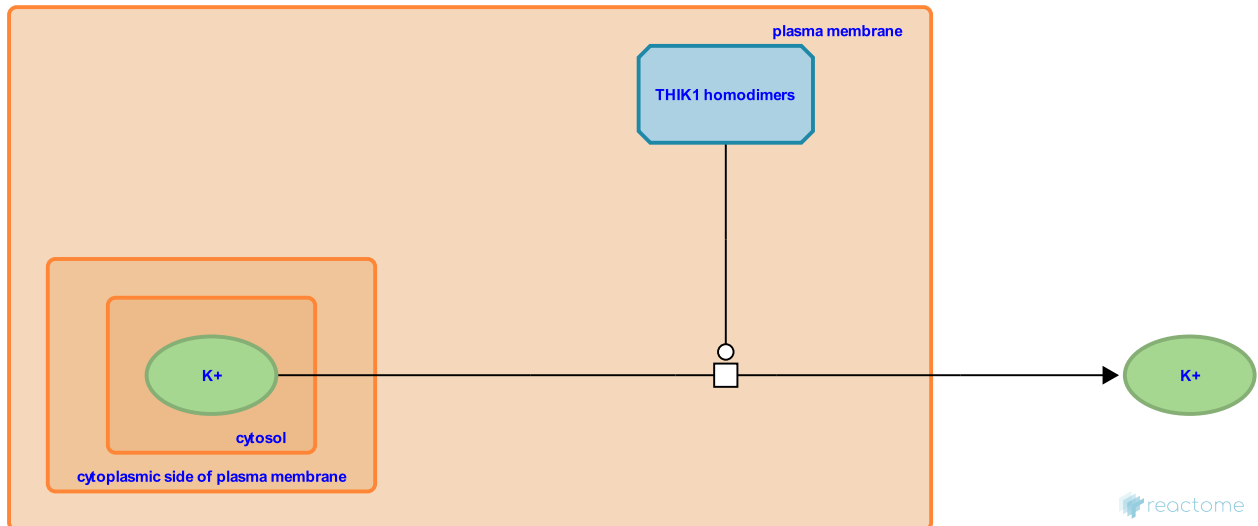 plasma membrane
THIK1 homodimers
K+
K+
cytosol
cytoplasmic side of plasma membrane
reactome